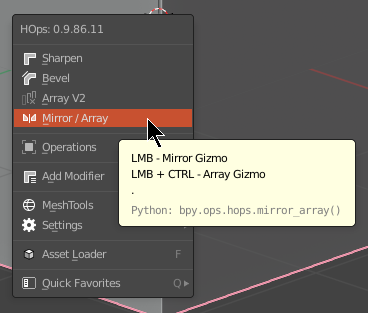 HOps: 0.9.86.11
Sharpen
Bevel
Array V2
Mirror / Array
Operations
Add Modifier
MeshTools
Settings
Asset Loader F
Quick Favorites Q
LMB - Mirror Gizmo
LMB + CTRL - Array Gizmo
.
Python: bpy.ops.hops.mirror_array()